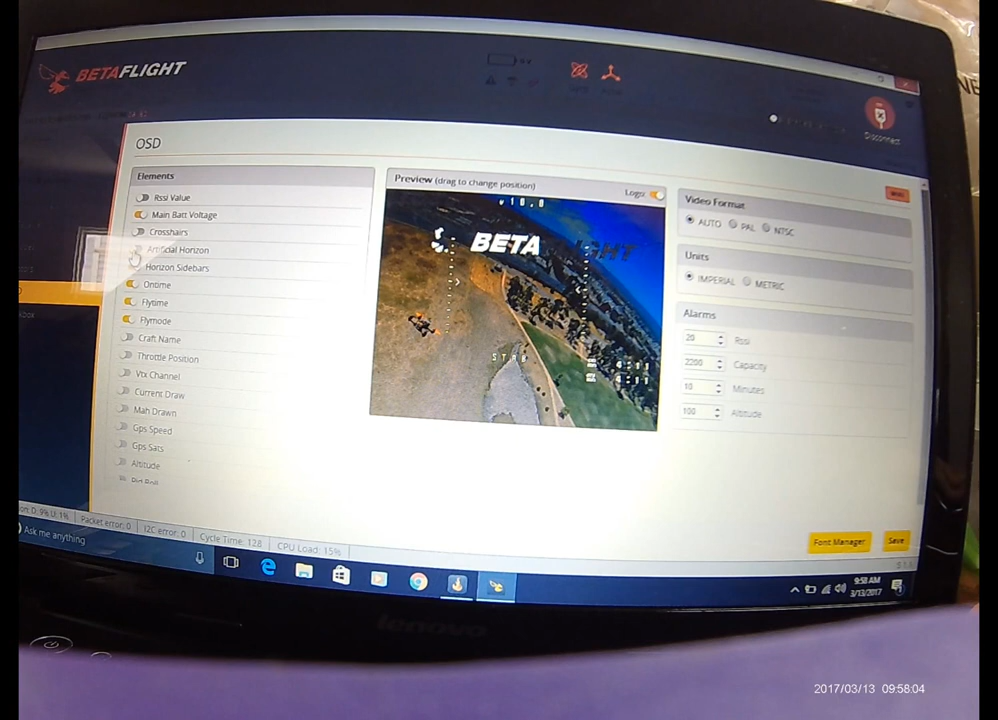 BETAFLIGHT
Disconnect
OSD
Elements
Rssi Value
Main Batt Voltage
Crosshairs
Artificial Horizon
Horizon Sidebars
Ontime
Flytime
Flymode
Craft Name
Throttle Position
Vtx Channel
Current Draw
Mah Drawn
Gps Speed
Gps Sats
Altitude
Preview (drag to change position)
Logo:
BETA
GHT
Video Format
AUTO PAL NTSC
Units
IMPERIAL METRIC
Alarms
20 Rssi
2200 Capacity
10 Minutes
100 Altitude
Font Manager Save
D: 9% U: 1% Packet error: 0 I2C error: 0 Cycle Time: 128 CPU Load: 15%
Ask me anything
9:58 AM
3/13/2017
lenovo
2017/03/13 09:58:04